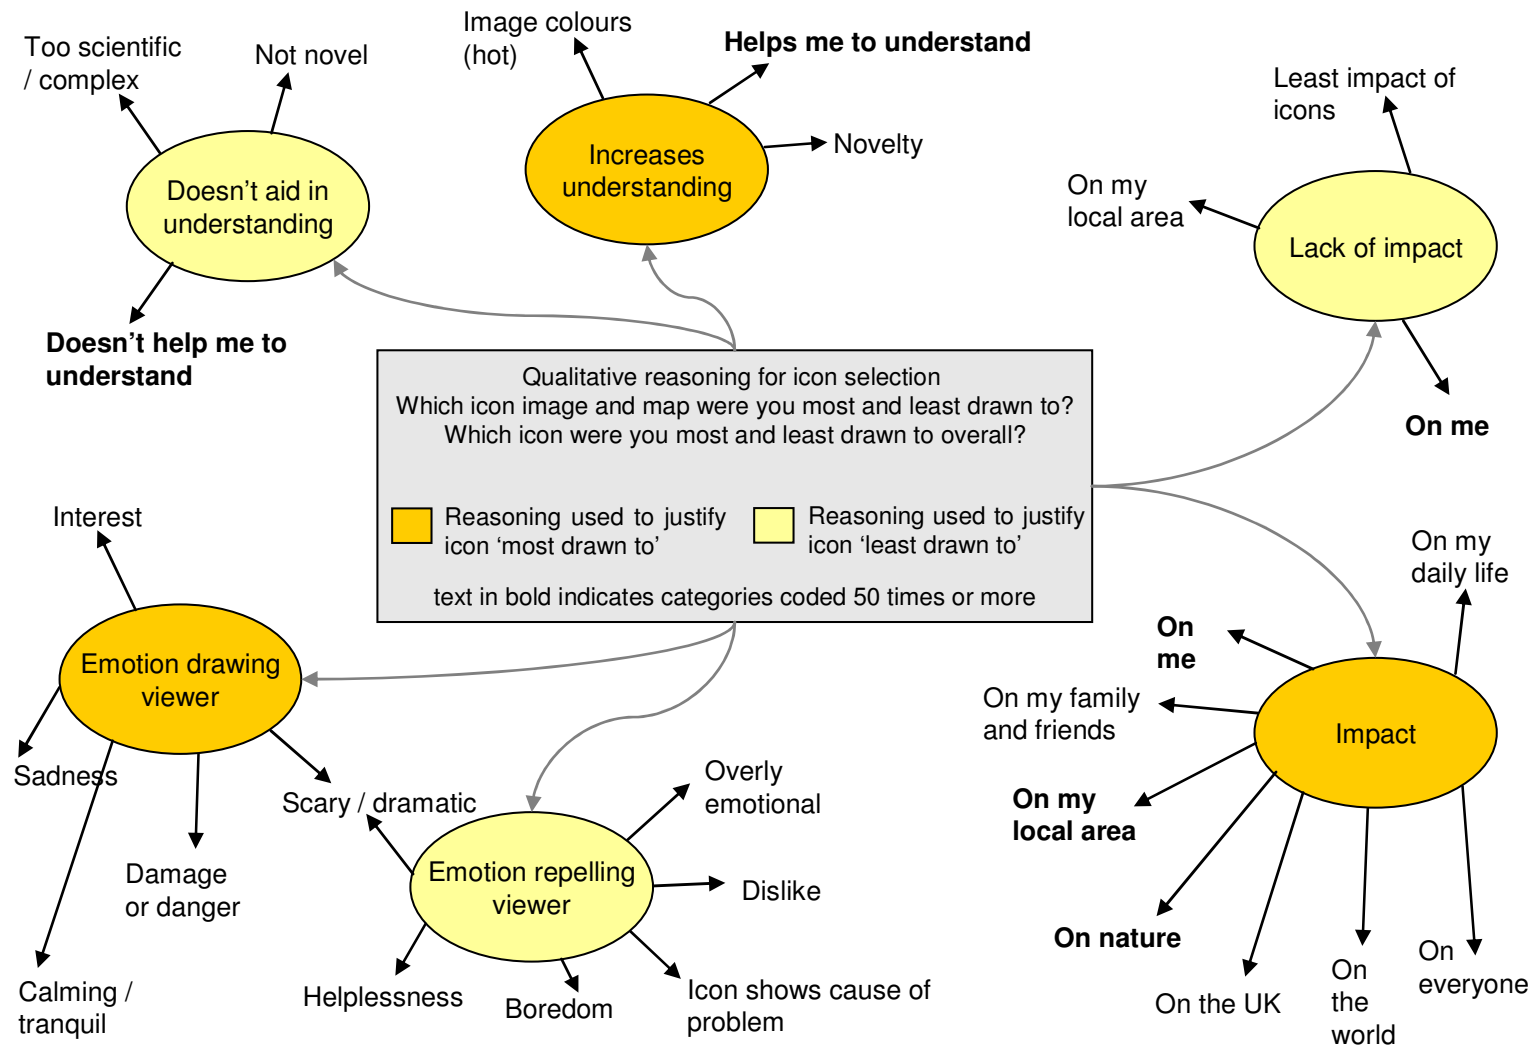 Too scientific
/ complex
Not novel
Doesn’t aid in
understanding
Doesn’t help me to
understand
Image colours
(hot)
Helps me to understand
Novelty
Increases
understanding
Least impact of
icons
On my
local area
Lack of impact
On me
Qualitative reasoning for icon selection
Which icon image and map were you most and least drawn to?
Which icon were you most and least drawn to overall?
Reasoning used to justify
icon ‘most drawn to’
Reasoning used to justify
icon ‘least drawn to’
text in bold indicates categories coded 50 times or more
Interest
Emotion drawing
viewer
Sadness
Scary / dramatic
Damage
or danger
Calming /
tranquil
Overly
emotional
Emotion repelling
viewer
Dislike
Helplessness
Boredom
Icon shows cause of
problem
On my
daily life
On
me
On my family
and friends
Impact
On my
local area
On nature
On the UK
On
the
world
On
everyone